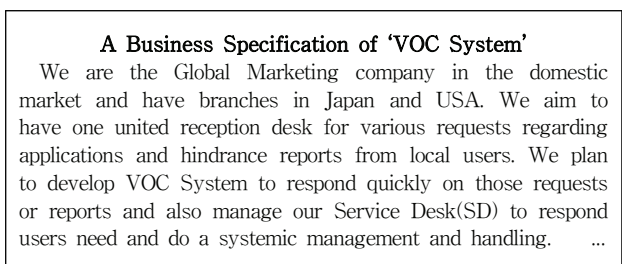 A Business Specification of ‘VOC System’
We are the Global Marketing company in the domestic
market and have branches in Japan and USA. We aim to
have one united reception desk for various requests regarding
applications and hindrance reports from local users. We plan
to develop VOC System to respond quickly on those requests
or reports and also manage our Service Desk(SD) to respond
users need and do a systemic management and handling. ...